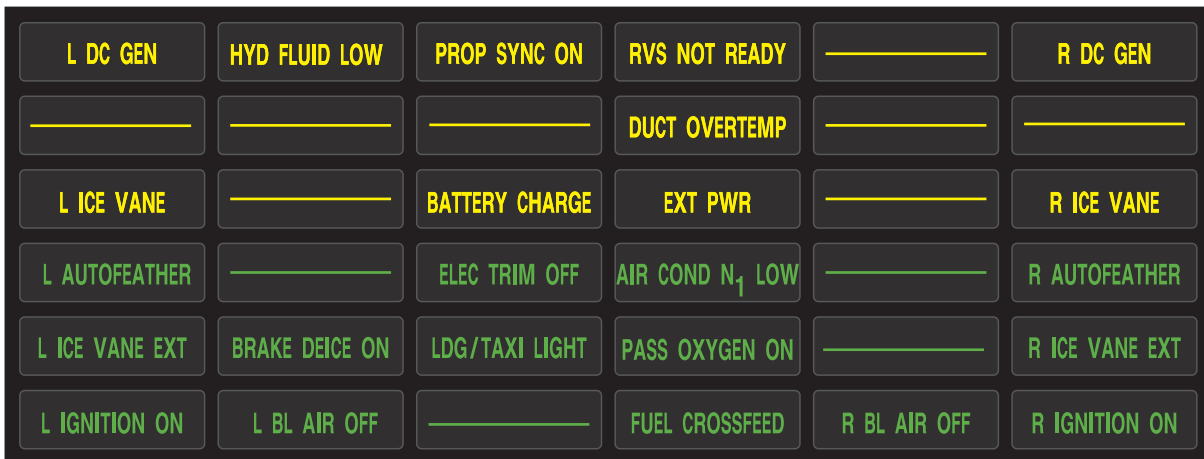 L DC GEN HYD FLUID LOW PROP SYNC ON RVS NOT READY R DC GEN
DUCT OVERTEMP
L ICE VANE BATTERY CHARGE EXT PWR R ICE VANE
L AUTOFEATHER ELEC TRIM OFF AIR COND N₁ LOW R AUTOFEATHER
L ICE VANE EXT BRAKE DEICE ON LDG/TAXI LIGHT PASS OXYGEN ON R ICE VANE EXT
L IGNITION ON L BL AIR OFF FUEL CROSSFEED R BL AIR OFF R IGNITION ON